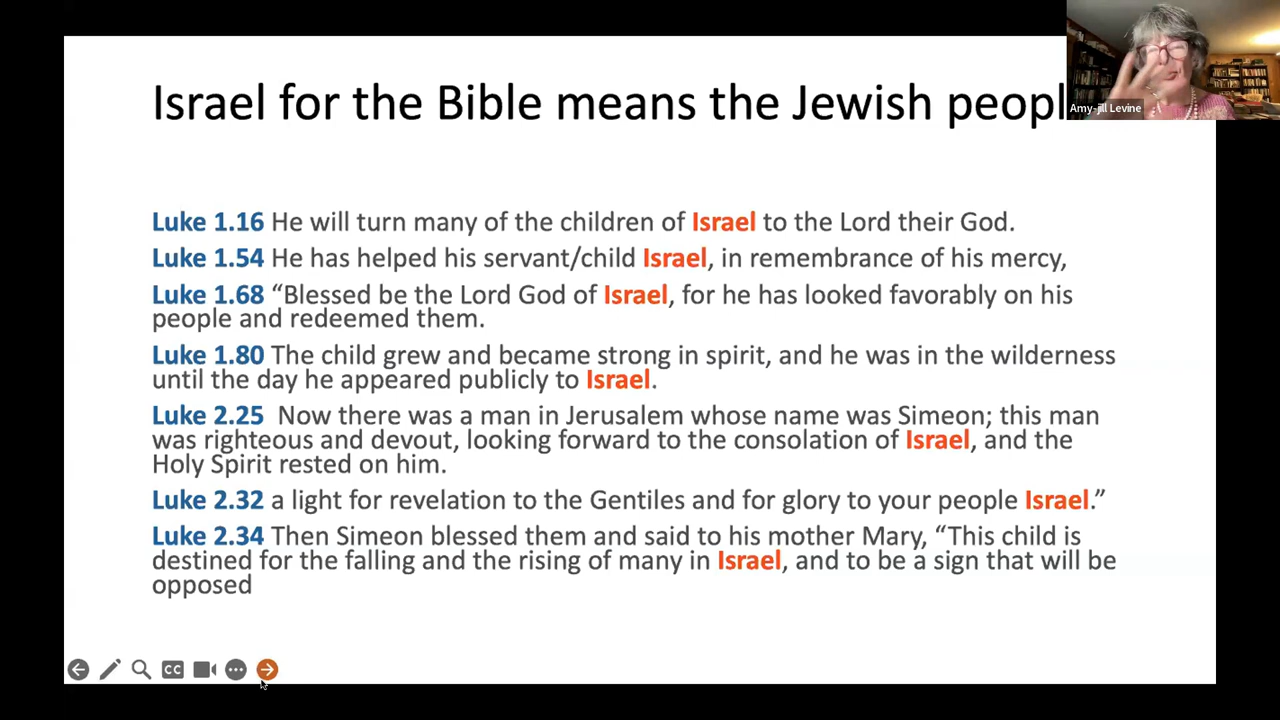 Israel for the Bible means the Jewish peopl
Amy-jill Levine
Luke 1.16 He will turn many of the children of Israel to the Lord their God.
Luke 1.54 He has helped his servant/child Israel, in remembrance of his mercy,
Luke 1.68 “Blessed be the Lord God of Israel, for he has looked favorably on his
people and redeemed them.
Luke 1.80 The child grew and became strong in spirit, and he was in the wilderness
until the day he appeared publicly to Israel.
Luke 2.25 Now there was a man in Jerusalem whose name was Simeon; this man
was righteous and devout, looking forward to the consolation of Israel, and the
Holy Spirit rested on him.
Luke 2.32 a light for revelation to the Gentiles and for glory to your people Israel.”
Luke 2.34 Then Simeon blessed them and said to his mother Mary, “This child is
destined for the falling and the rising of many in Israel, and to be a sign that will be
opposed
CC